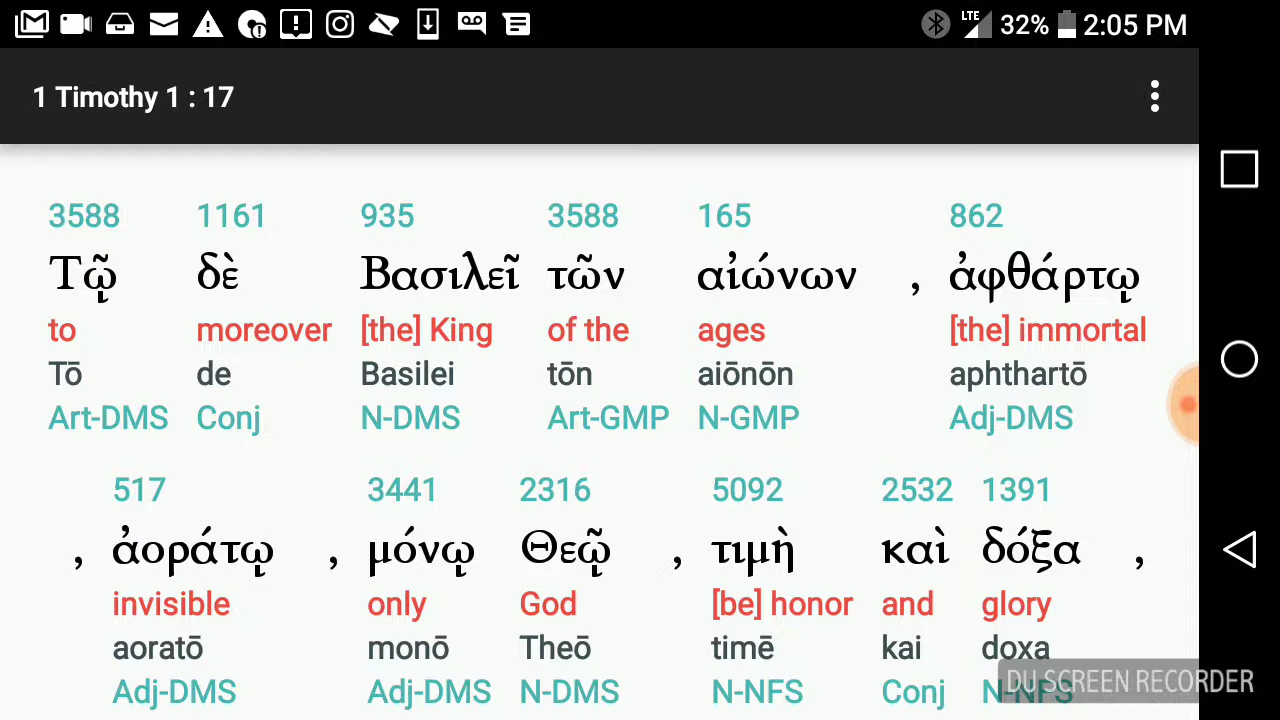 LTE 32% 2:05 PM
1 Timothy 1 : 17
3588 1161 935 3588 165 862
Τῷ δὲ Βασιλεῖ τῶν αἰώνων , ἀφθάρτῳ
to moreover [the] King of the ages [the] immortal
Tō de Basilei tōn aiōnōn aphthartō
Art-DMS Conj N-DMS Art-GMP N-GMP Adj-DMS
517 3441 2316 5092 2532 1391
, ἀοράτῳ , μόνῳ Θεῷ , τιμὴ καὶ δόξα ,
invisible only God [be] honor and glory
aoratō monō Theō timē kai doxa
Adj-DMS Adj-DMS N-DMS N-NFS Conj N-NFS
DU SCREEN RECORDER